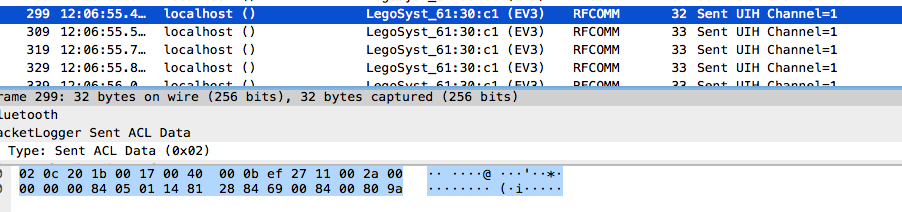 299 12:06:55.4… localhost () LegoSyst_61:30:c1 (EV3) RFCOMM 32 Sent UIH Channel=1
309 12:06:55.5… localhost () LegoSyst_61:30:c1 (EV3) RFCOMM 33 Sent UIH Channel=1
319 12:06:55.7… localhost () LegoSyst_61:30:c1 (EV3) RFCOMM 33 Sent UIH Channel=1
329 12:06:55.8… localhost () LegoSyst_61:30:c1 (EV3) RFCOMM 33 Sent UIH Channel=1
339 12:06:56.0… localhost () LegoSyst_61:30:c1 (EV3) RFCOMM 33 Sent UIH Channel=1
rame 299: 32 bytes on wire (256 bits), 32 bytes captured (256 bits)
luetooth
acketLogger Sent ACL Data
Type: Sent ACL Data (0x02)
0 02 0c 20 1b 00 17 00 40 00 0b ef 27 11 00 2a 00 ·· ····@ ···'··*·
0 00 00 00 84 05 01 14 81 28 84 69 00 84 00 80 9a ········ (·i·····